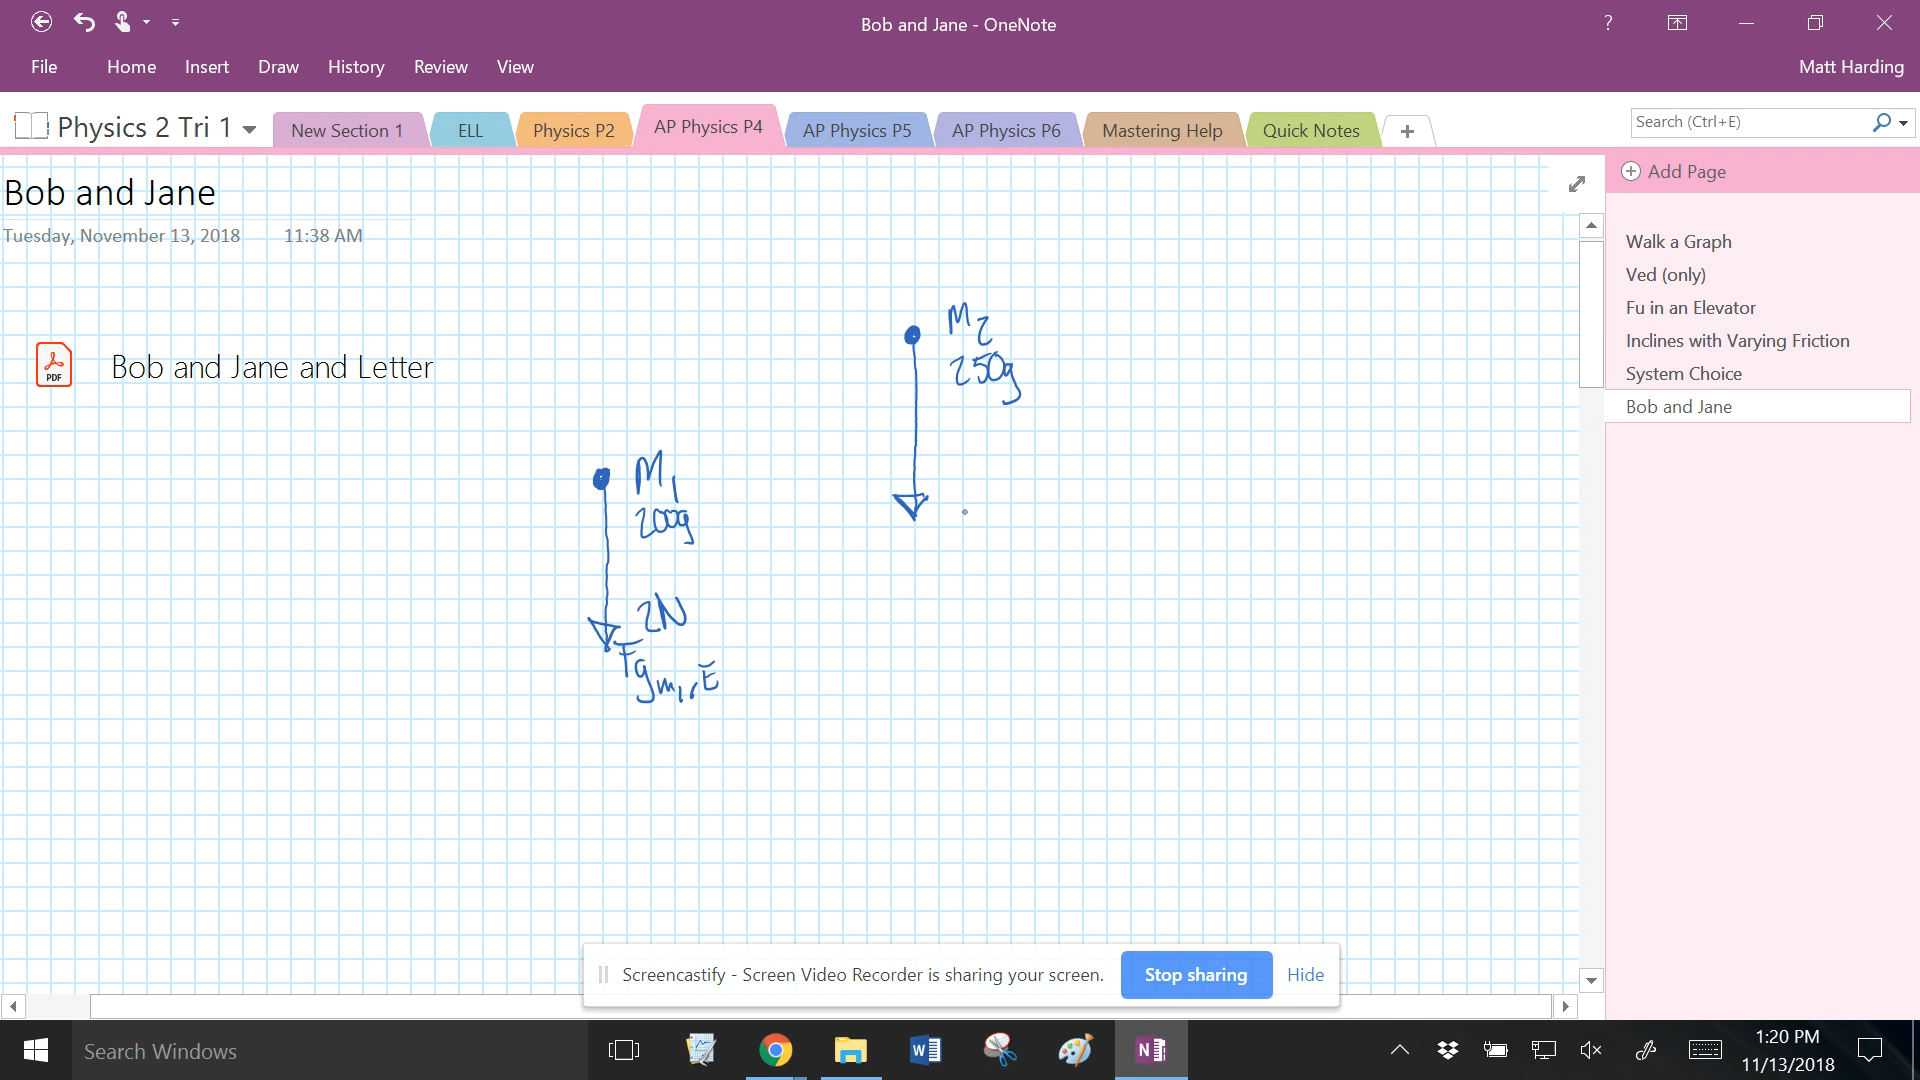 Bob and Jane - OneNote
?
File Home Insert Draw History Review View
Matt Harding
Physics 2 Tri 1
New Section 1
ELL
Physics P2
AP Physics P4
AP Physics P5
AP Physics P6
Mastering Help
Quick Notes
+
Search (Ctrl+E)
Add Page
Walk a Graph
Ved (only)
Fu in an Elevator
Inclines with Varying Friction
System Choice
Bob and Jane
Bob and Jane
Tuesday, November 13, 2018 11:38 AM
PDF
Bob and Jane and Letter
M2
250g
M1
200g
2N
Fg m1,E
Screencastify - Screen Video Recorder is sharing your screen.
Stop sharing
Hide
Search Windows
1:20 PM
11/13/2018